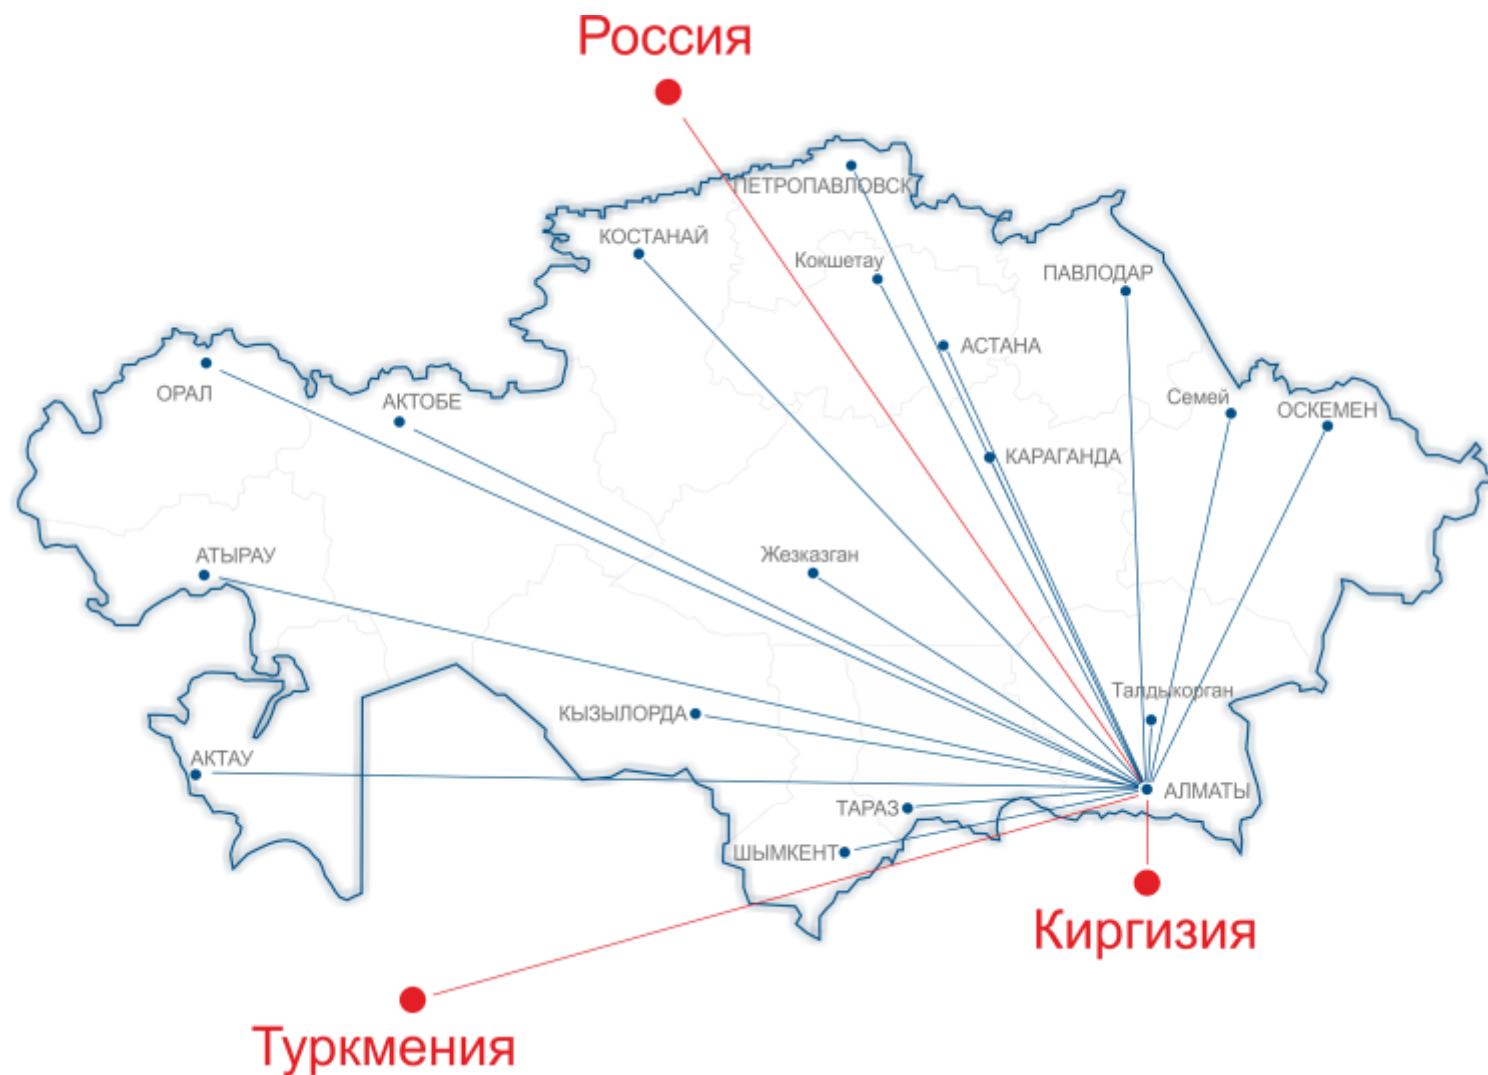 Россия
ПЕТРОПАВЛОВСК
КОСТАНАЙ
Кокшетау
ПАВЛОДАР
АСТАНА
ОРАЛ
АКТОБЕ
Семей
ОСКЕМЕН
КАРАГАНДА
АТЫРАУ
Жезказган
Талдыкорган
КЫЗЫЛОРДА
АКТАУ
АЛМАТЫ
ТАРАЗ
ШЫМКЕНТ
Киргизия
Туркмения